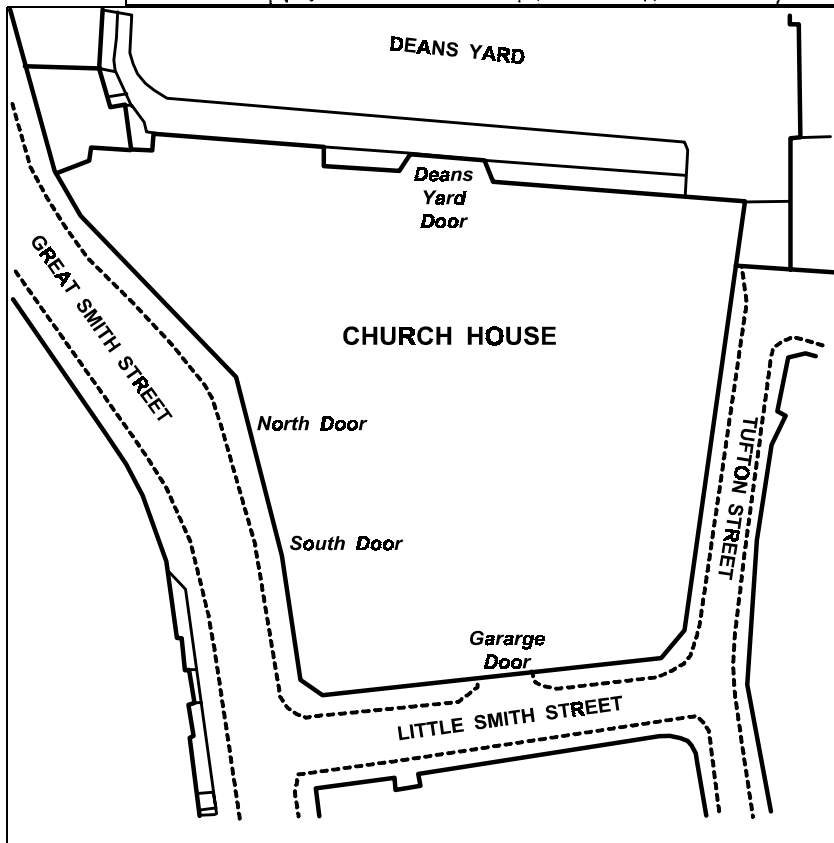 DEANS YARD
Deans
Yard
Door
GREAT SMITH STREET
CHURCH HOUSE
North Door
TUFTON STREET
South Door
Gararge
Door
LITTLE SMITH STREET